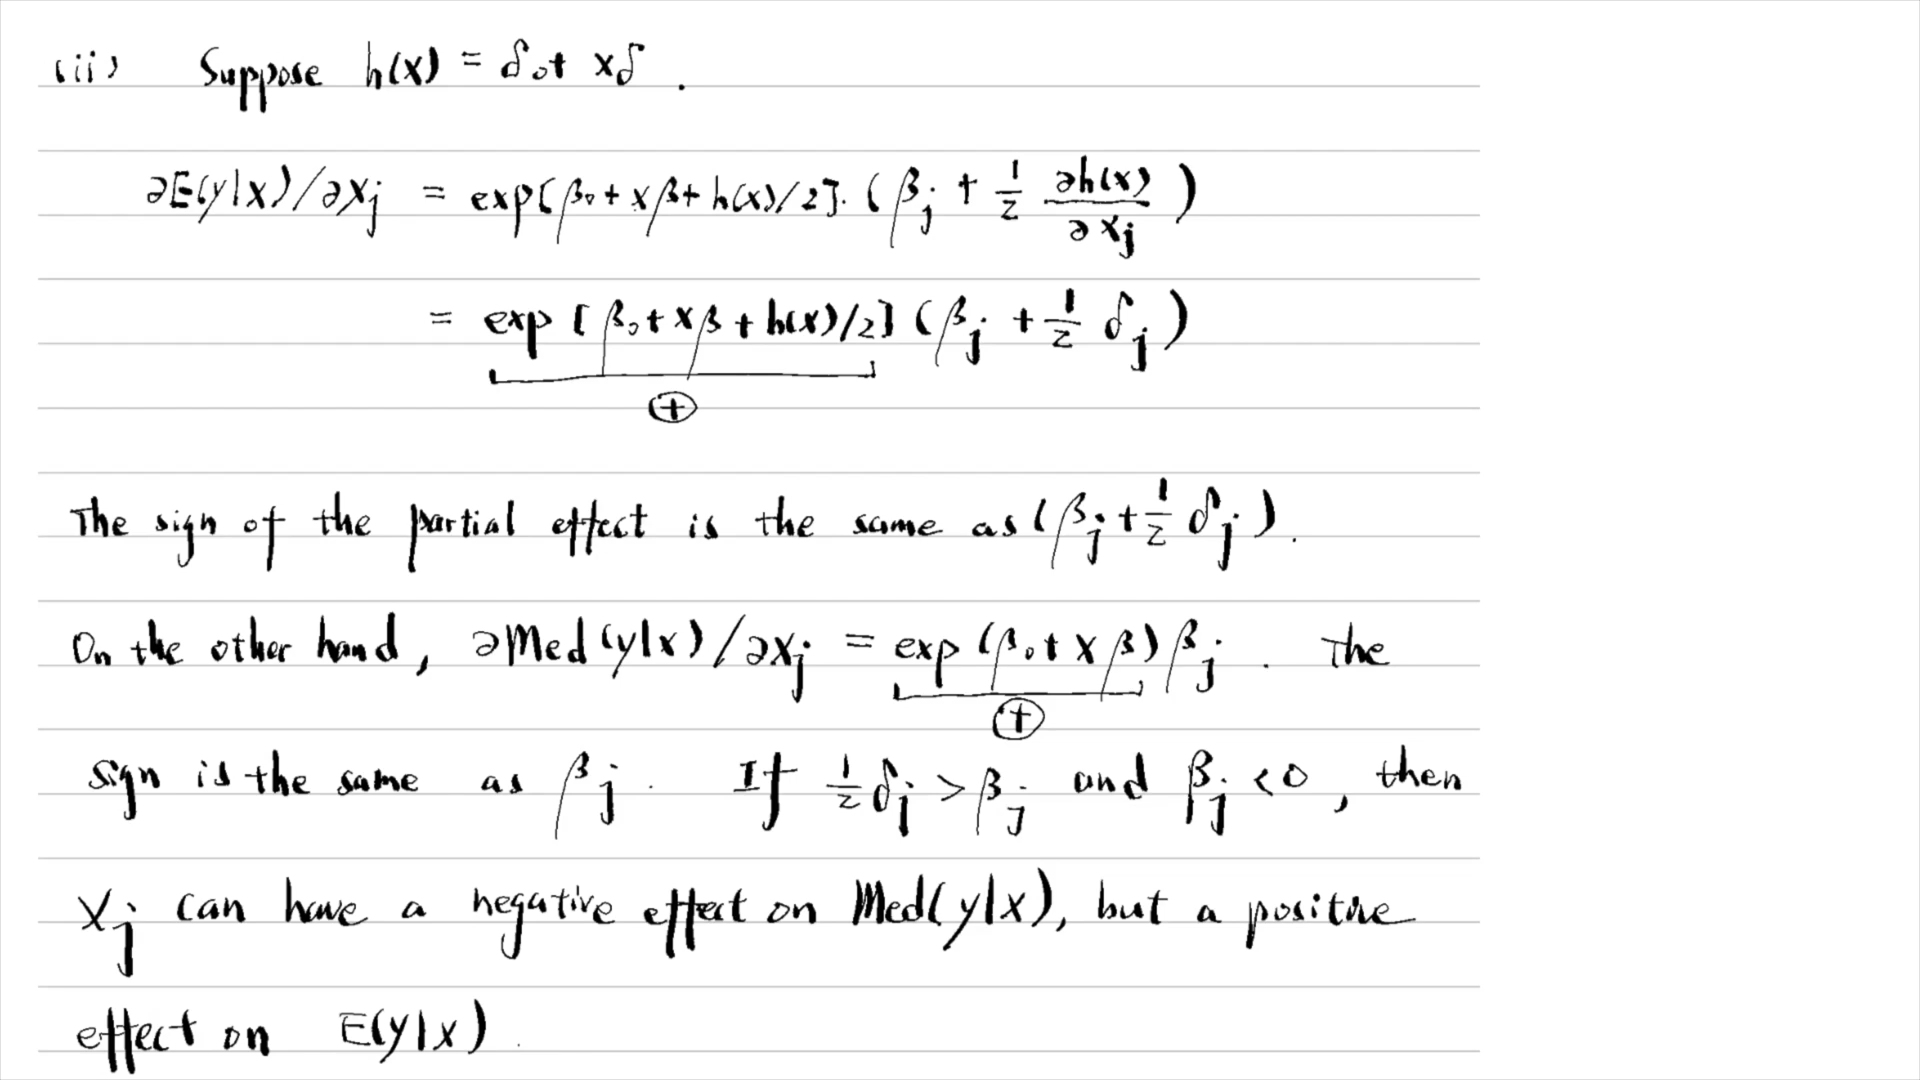 (ii) Suppose h(x) = δ₀ + xδ .
∂E(y|x)/∂xⱼ = exp[β₀ + xβ + h(x)/2] · (βⱼ + 1/2 ∂h(x)/∂xⱼ)
= exp[β₀ + xβ + h(x)/2] (βⱼ + 1/2 δⱼ)
⊕
The sign of the partial effect is the same as (βⱼ + 1/2 δⱼ).
On the other hand, ∂Med(y|x)/∂xⱼ = exp(β₀ + xβ)βⱼ . The
⊕
sign is the same as βⱼ . If 1/2 δⱼ > βⱼ and βⱼ < 0, then
Xⱼ can have a negative effect on Med(y|x), but a positive
effect on E(y|x) .